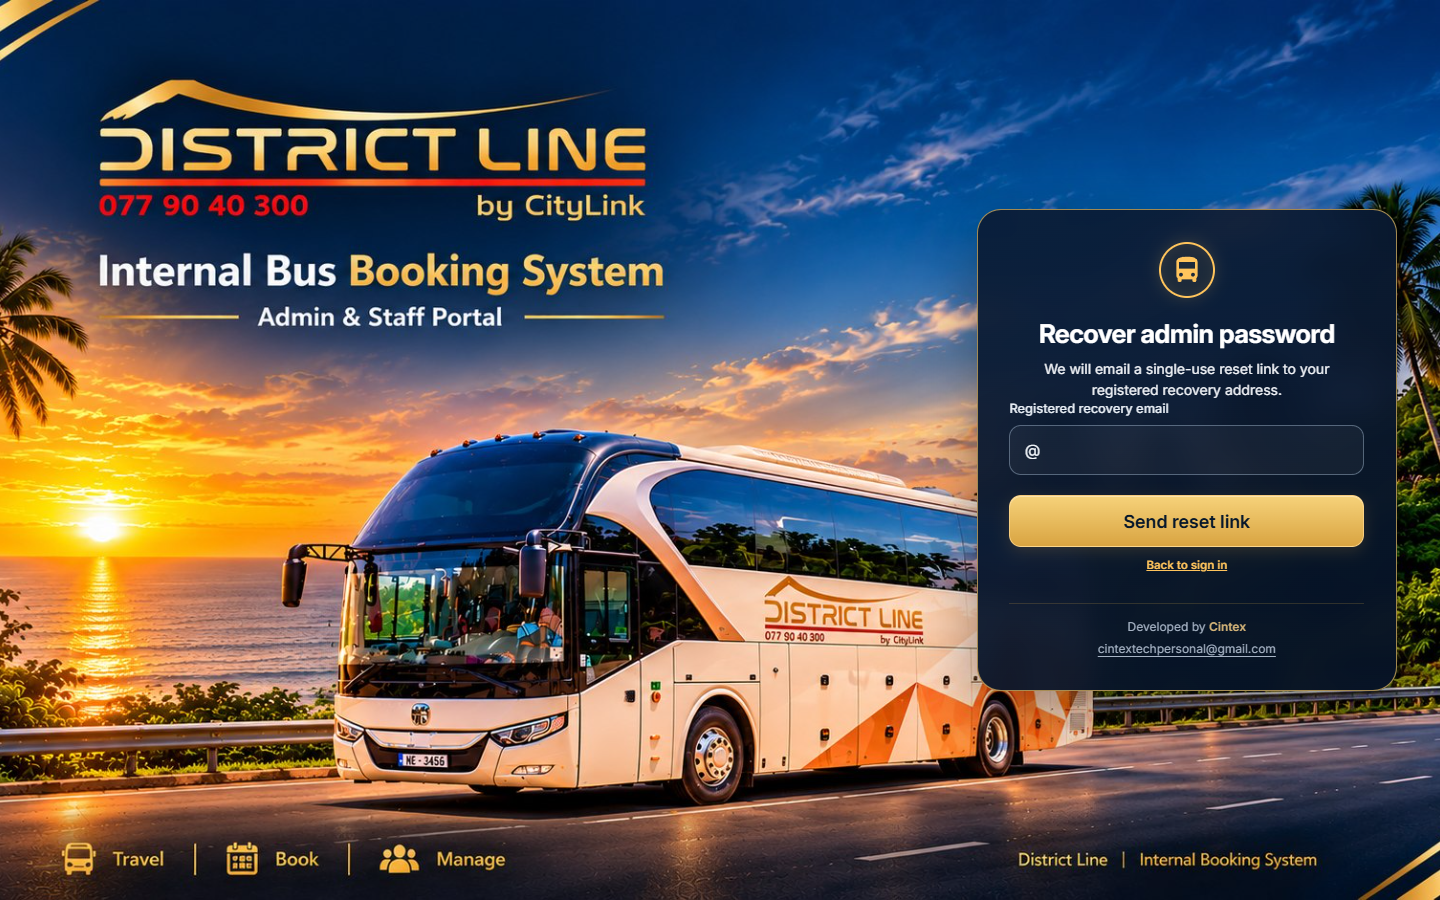 DISTRICT LINE
077 90 40 300
by CityLink
Internal Bus Booking System
Admin & Staff Portal
Recover admin password
We will email a single-use reset link to your
registered recovery address.
Registered recovery email
@
Send reset link
Back to sign in
Developed by Cintex
cintextechpersonal@gmail.com
DISTRICT LINE
077 90 40 300
by CityLink
NE - 3456
Travel
Book
Manage
District Line | Internal Booking System